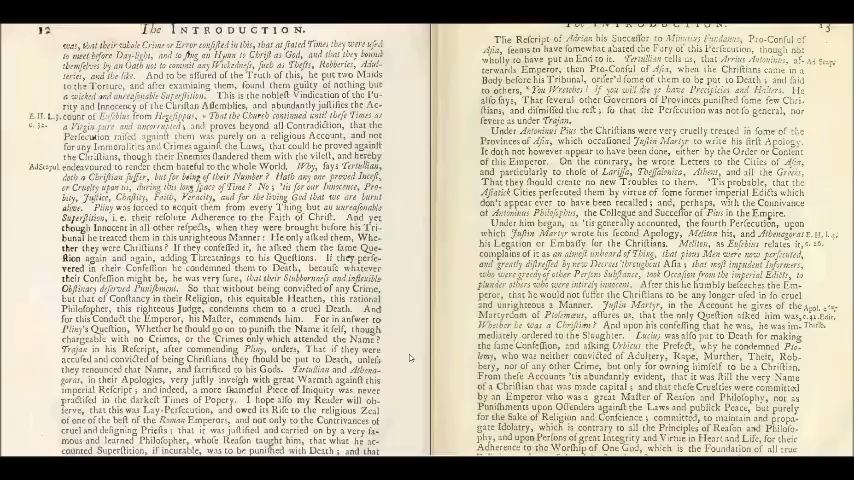 12
The INTRODUCTION.
was, that their whole Crime or Error consisted in this, that at stated Times they were used
to meet before Day-light, and to sing an Hymn to Christ as God, and that they bound
themselves by an Oath not to commit any Wickedness, such as Thefts, Robberies, Adul-
teries, and the like. And to be assured of the Truth of this, he put two Maids
to the Torture, and after examining them, found them guilty of nothing but
a wicked and unreasonable Superstition. This is the noblest Vindication of the Pu-
rity and Innocency of the Christian Assemblies, and abundantly justifies the Ac-
E. H. L. 3. count of Eusebius from Hegesippus, That the Church continued until these Times as
c. 32. a Virgin pure and uncorrupted; and proves beyond all Contradiction, that the
Persecution raised against them was purely on a religious Account, and not
for any Immoralities and Crimes against the Laws, that could be proved against
the Christians, though their Enemies slandered them with the vilest, and hereby
Ad Scap. endeavoured to render them hateful to the whole World. Why, says Tertullian,
doth a Christian suffer, but for being of their Number? Hath any one proved Incest,
or Cruelty upon us, during this long Space of Time? No; 'tis for our Innocence, Pro-
bity, Justice, Chastity, Faith, Veracity, and for the living God that we are burnt
alive. Pliny was forced to acquit them from every Thing but an unreasonable
Superstition, i. e. their resolute Adherence to the Faith of Christ. And yet
though Innocent in all other respects, when they were brought before his Tri-
bunal he treated them in this unrighteous Manner: He only asked them, Whe-
ther they were Christians? If they confessed it, he asked them the same Que-
stion again and again, adding Threatnings to his Questions. If they perse-
vered in their Confession he condemned them to Death, because whatever
their Confession might be, he was very sure, that their Stubbornness and inflexible
Obstinacy deserved Punishment. So that without being convicted of any Crime,
but that of Constancy in their Religion, this equitable Heathen, this rational
Philosopher, this righteous Judge, condemns them to a cruel Death. And
for this Conduct the Emperor, his Master, commends him. For in answer to
Pliny's Question, Whether he should go on to punish the Name it self, though
chargeable with no Crimes, or the Crimes only which attended the Name?
Trajan in his Rescript, after commending Pliny, orders, That if they were
accused and convicted of being Christians they should be put to Death, unless
they renounced that Name, and sacrificed to his Gods. Tertullian and Athena-
goras, in their Apologies, very justly inveigh with great Warmth against this
imperial Rescript; and indeed, a more shameful Piece of Iniquity was never
practised in the darkest Times of Popery. I hope also my Reader will ob-
serve, that this was Lay-Persecution, and owed its Rise to the religious Zeal
of one of the best of the Roman Emperors, and not only to the Contrivances of
cruel and designing Priests; that it was justified and carried on by a very fa-
mous and learned Philosopher, whose Reason taught him, that what he ac-
counted Superstition, if incurable, was to be punished with Death; and that
The INTRODUCTION.
13
The Rescript of Adrian his Successor to Minucius Fundanus, Pro-Consul of
Asia, seems to have somewhat abated the Fury of this Persecution, though not
wholly to have put an End to it. Tertullian tells us, that Arrius Antoninus, af- Ad Scap.
terwards Emperor, then Pro-Consul of Asia, when the Christians came in a
Body before his Tribunal, order'd some of them to be put to Death; and said
to others, You Wretches! If you will die ye have Precipicies and Halters. He
also says, That several other Governors of Provinces punished some few Chri-
stians, and dismissed the rest; so that the Persecution was not so general, nor
severe as under Trajan.
Under Antoninus Pius the Christians were very cruelly treated in some of the
Provinces of Asia, which occasioned Justin Martyr to write his first Apology.
It doth not however appear to have been done, either by the Order or Consent
of this Emperor. On the contrary, he wrote Letters to the Cities of Asia,
and particularly to those of Larissa, Thessalonica, Athens, and all the Greeks,
That they should create no new Troubles to them. 'Tis probable, that the
Asiatick Cities persecuted them by virtue of some former imperial Edicts which
don't appear ever to have been recalled; and, perhaps, with the Connivance
of Antoninus Philosophus, the Collegue and Successor of Pius in the Empire.
Under him began, as 'tis generally accounted, the fourth Persecution, upon
which Justin Martyr wrote his second Apology, Meliton his, and Athenagoras E. H. l. 4.
his Legation or Embassy for the Christians. Meliton, as Eusebius relates it, c. 26.
complains of it as an almost unheard of Thing, that pious Men were now persecuted,
and greatly distressed by new Decrees throughout Asia; that most impudent Informers,
who were greedy of other Persons Substance, took Occasion from the imperial Edicts, to
plunder others who were intirely innocent. After this he humbly beseeches the Em-
peror, that he would not suffer the Christians to be any longer used in so cruel
and unrighteous a Manner. Justin Martyr, in the Account he gives of the Apol. 2.
Martyrdom of Ptolemæus, assures us, that the only Question asked him was,
Whether he was a Christian? And upon his confessing that he was, he was im-
mediately ordered to the Slaughter. Lucius was also put to Death for making
the same Confession, and asking Urbicus the Prefect, why he condemned Pto-
lemy, who was neither convicted of Adultery, Rape, Murther, Theft, Rob-
bery, nor of any other Crime, but only for owning himself to be a Christian.
From these Accounts 'tis abundantly evident, that it was still the very Name
of a Christian that was made capital; and that these Cruelties were committed
by an Emperor who was a great Master of Reason and Philosophy, not as
Punishments upon Offenders against the Laws and publick Peace, but purely
for the Sake of Religion and Conscience; committed, to maintain and propa-
gate Idolatry, which is contrary to all the Principles of Reason and Philoso-
phy, and upon Persons of great Integrity and Virtue in Heart and Life, for their
Adherence to the Worship of One God, which is the Foundation of all true